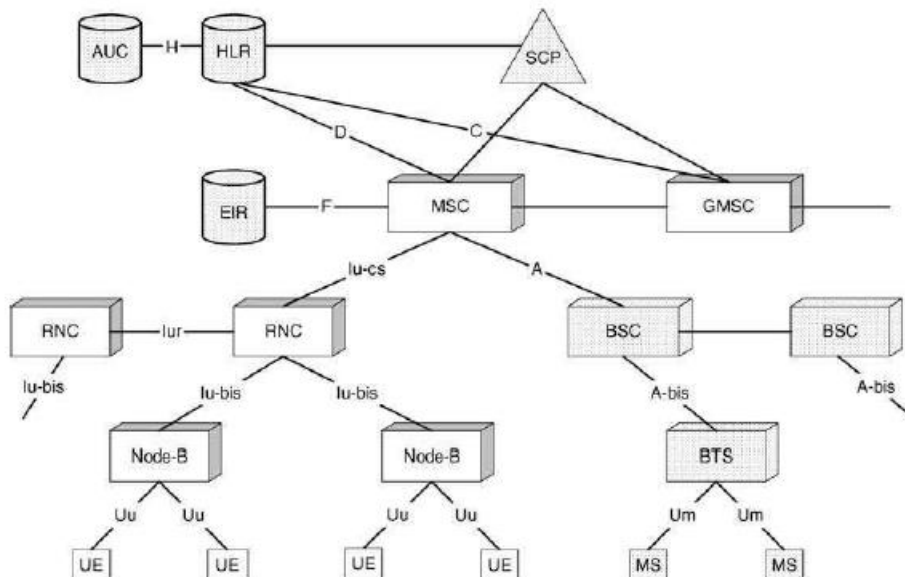 AUC H HLR SCP
D C
EIR F MSC GMSC
Iu-cs A
RNC Iur RNC BSC BSC
Iu-bis Iu-bis Iu-bis A-bis A-bis
Node-B Node-B BTS
Uu Uu Uu Uu Um Um
UE UE UE UE MS MS